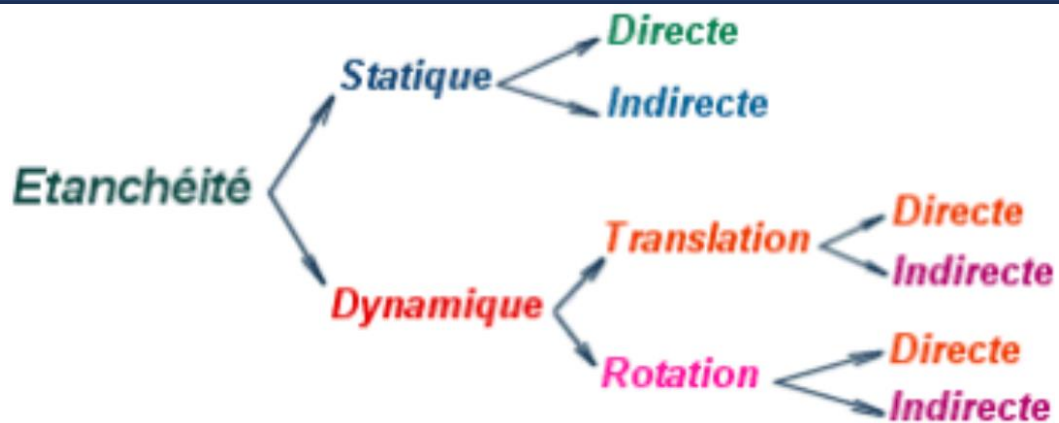 Directe
Statique
Indirecte
Etanchéité
Directe
Translation
Indirecte
Dynamique
Directe
Rotation
Indirecte